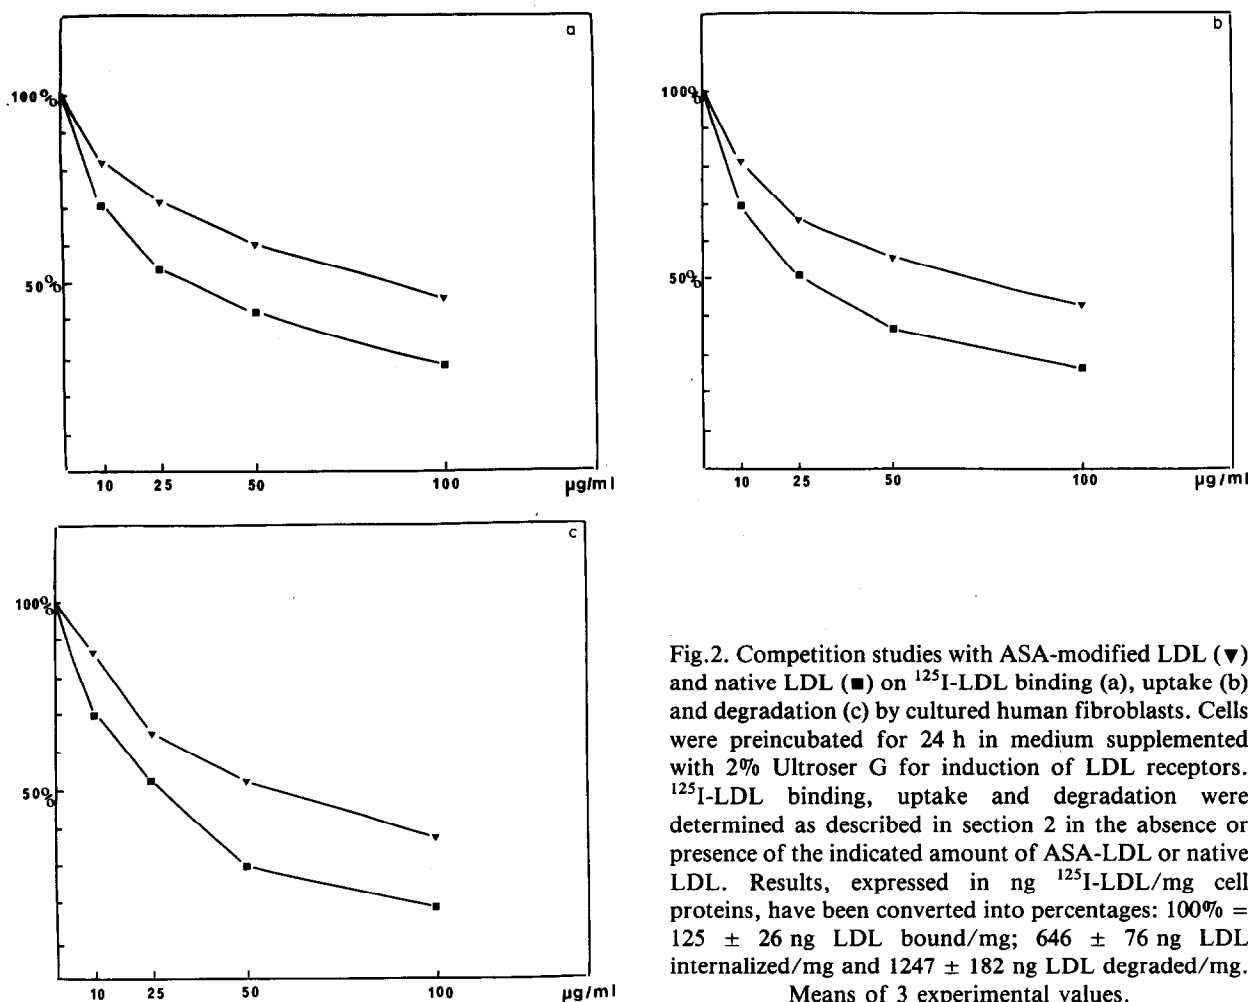 a
100%
50%
10 25 50 100 µg/ml
b
100%
50%
10 25 50 100 µg/ml
c
100%
50%
10 25 50 100 µg/ml
Fig.2. Competition studies with ASA-modified LDL (▼)
and native LDL (■) on ¹²⁵I-LDL binding (a), uptake (b)
and degradation (c) by cultured human fibroblasts. Cells
were preincubated for 24 h in medium supplemented
with 2% Ultroser G for induction of LDL receptors.
¹²⁵I-LDL binding, uptake and degradation were
determined as described in section 2 in the absence or
presence of the indicated amount of ASA-LDL or native
LDL. Results, expressed in ng ¹²⁵I-LDL/mg cell
proteins, have been converted into percentages: 100% =
125 ± 26 ng LDL bound/mg; 646 ± 76 ng LDL
internalized/mg and 1247 ± 182 ng LDL degraded/mg.
Means of 3 experimental values.